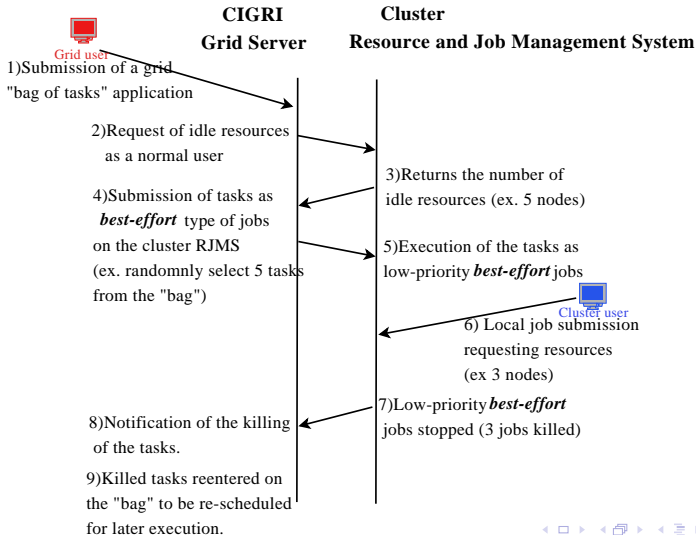 CIGRI
Grid Server
Cluster
Resource and Job Management System
Grid user
1)Submission of a grid
"bag of tasks" application
2)Request of idle resources
as a normal user
3)Returns the number of
idle resources (ex. 5 nodes)
4)Submission of tasks as
best-effort type of jobs
on the cluster RJMS
(ex. randomnly select 5 tasks
from the "bag")
5)Execution of the tasks as
low-priority best-effort jobs
Cluster user
6) Local job submission
requesting resources
(ex 3 nodes)
7)Low-priority best-effort
jobs stopped (3 jobs killed)
8)Notification of the killing
of the tasks.
9)Killed tasks reentered on
the "bag" to be re-scheduled
for later execution.